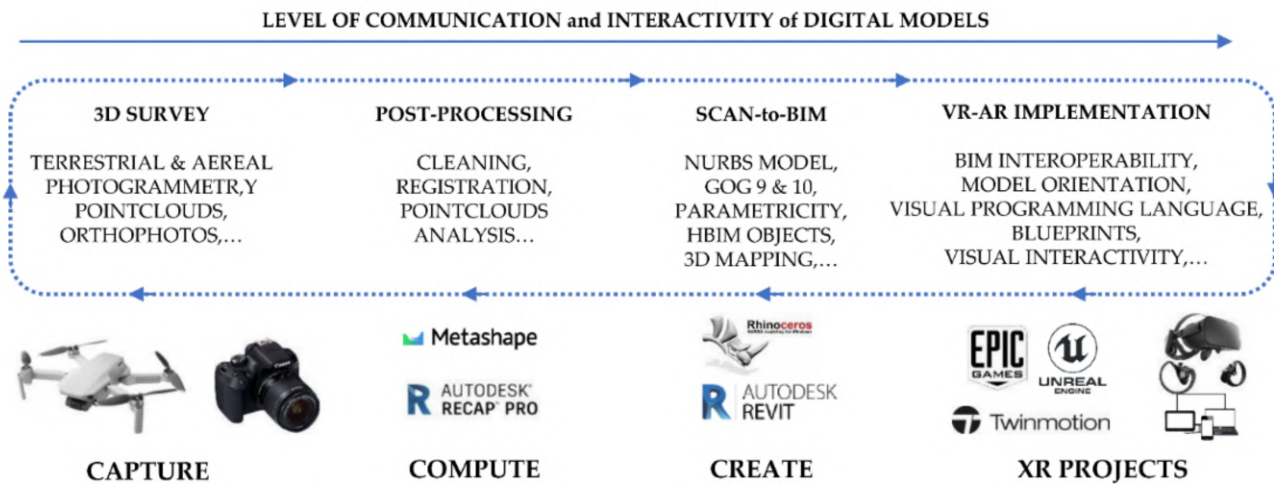 LEVEL OF COMMUNICATION and INTERACTIVITY of DIGITAL MODELS
3D SURVEY
TERRESTRIAL & AEREAL
PHOTOGRAMMETR,Y
POINTCLOUDS,
ORTHOPHOTOS,...
POST-PROCESSING
CLEANING,
REGISTRATION,
POINTCLOUDS
ANALYSIS...
SCAN-to-BIM
NURBS MODEL,
GOG 9 & 10,
PARAMETRICITY,
HBIM OBJECTS,
3D MAPPING,...
VR-AR IMPLEMENTATION
BIM INTEROPERABILITY,
MODEL ORIENTATION,
VISUAL PROGRAMMING LANGUAGE,
BLUEPRINTS,
VISUAL INTERACTIVITY,...
Canon
Metashape
R AUTODESK®
RECAP™ PRO
Rhinoceros
R AUTODESK
REVIT
EPIC
GAMES
UNREAL
ENGINE
Twinmotion
CAPTURE
COMPUTE
CREATE
XR PROJECTS